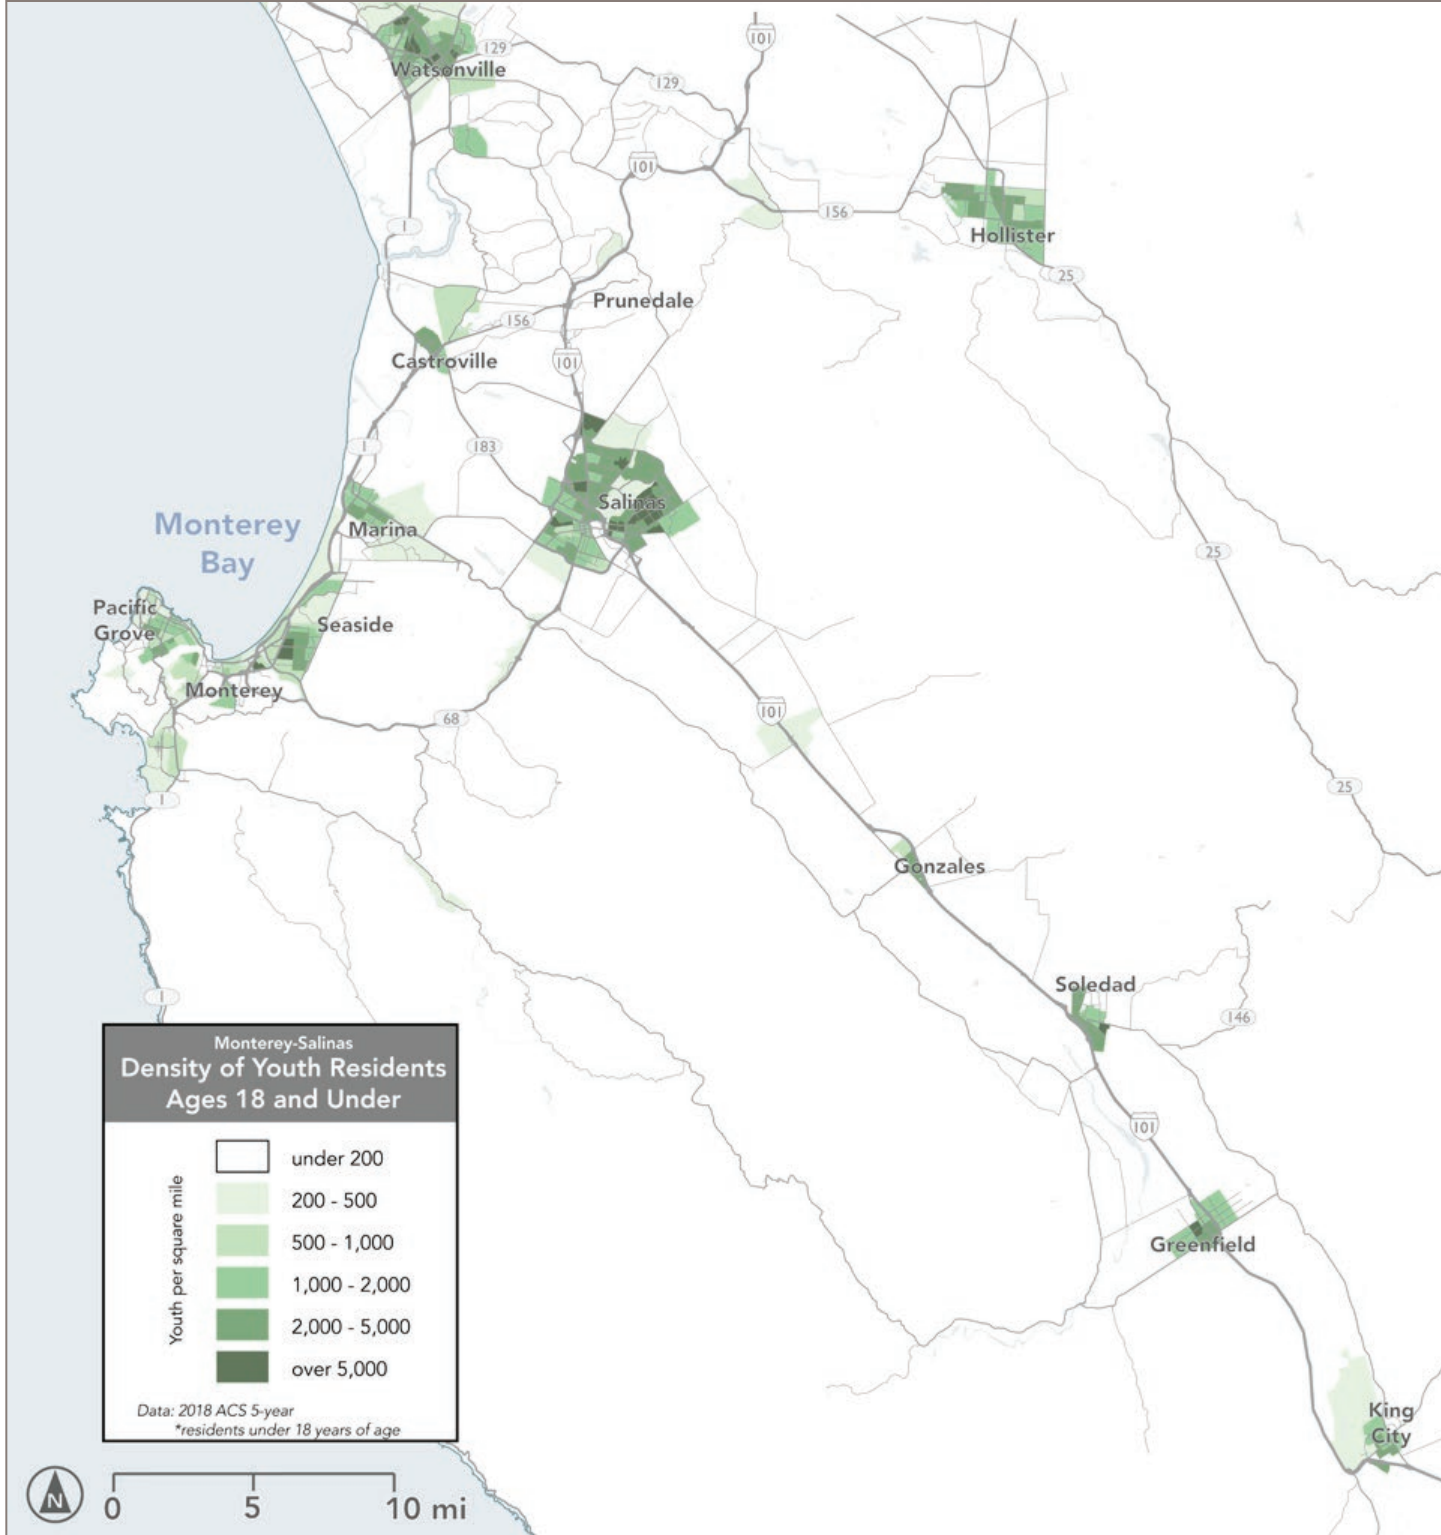 101
129
Watsonville
129
101
1
156
Hollister
25
Prunedale
156
Castroville
101
1
183
Salinas
Monterey
Bay
Marina
25
Pacific
Grove
Seaside
Monterey
101
68
25
1
Gonzales
Soledad
1
146
Monterey-Salinas
Density of Youth Residents
Ages 18 and Under
Youth per square mile
under 200
200 - 500
500 - 1,000
1,000 - 2,000
2,000 - 5,000
over 5,000
Data: 2018 ACS 5-year
*residents under 18 years of age
101
Greenfield
King
City
N
0 5 10 mi